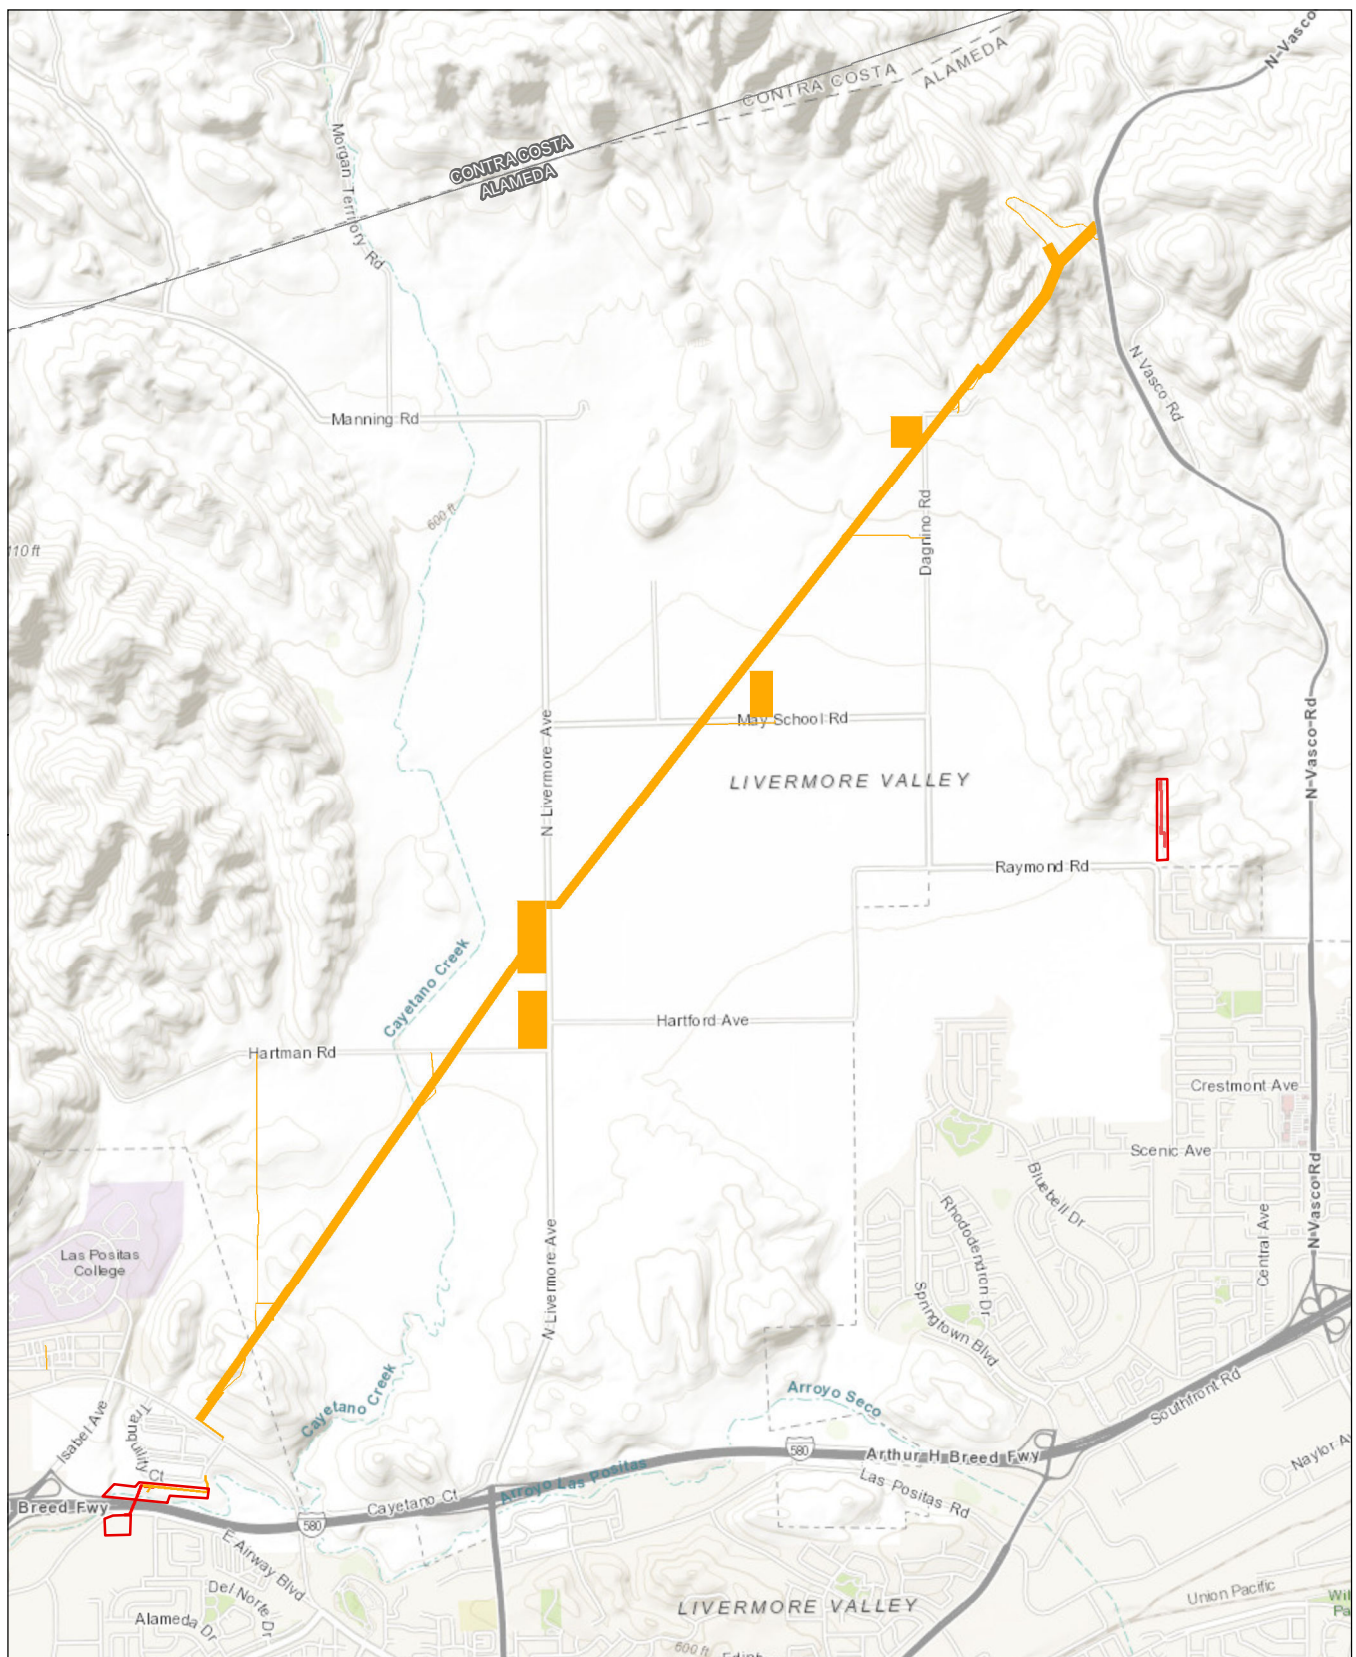 N-Vasco
CONTRA COSTA
ALAMEDA
CONTRA COSTA
ALAMEDA
Morgan Territory Rd
N Vasco Rd
Manning Rd
600 ft
Dagnino Rd
110 ft
N-Vasco-Rd
N Livermore Ave
May School Rd
LIVERMORE VALLEY
Raymond Rd
Cayetano Creek
Hartford Ave
Hartman Rd
Crestmont Ave
Scenic Ave
Bluebell Dr
N-Vasco-Rd
Central Ave
Rhododendron Dr
Las Positas
College
N Livermore Ave
Springtown Blvd
Cayetano Creek
Arroyo Seco
Southfront Rd
Isabel Ave
Tranquility
Ct
580
Arthur H Breed Fwy
Naylor Av
Arroyo Las Positas
Las Positas Rd
Breed Fwy
Cayetano Ct
580
E Airway Blvd
Del Norte Dr
Alameda Dr
Union Pacific
LIVERMORE VALLEY
600 ft